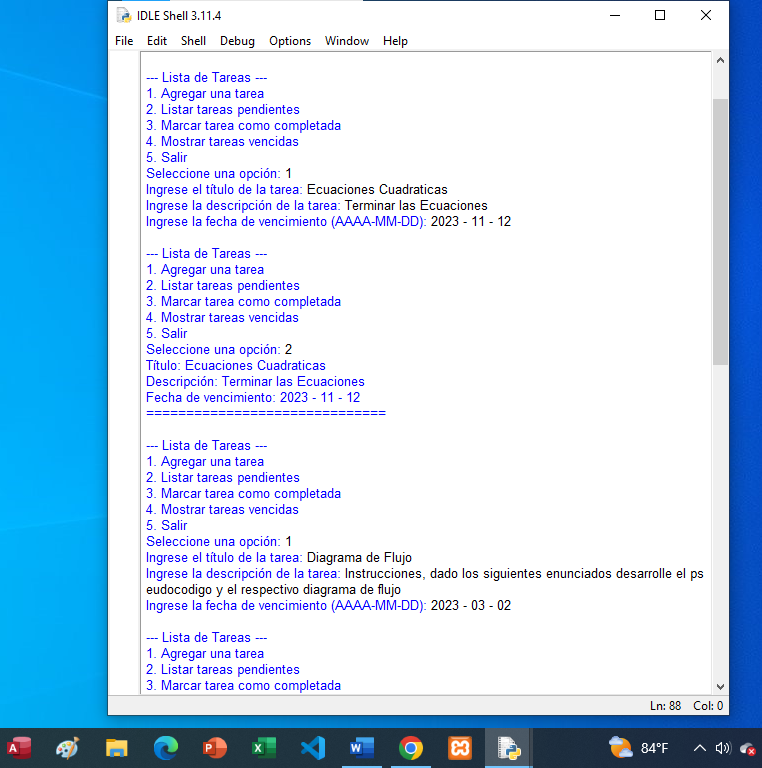 IDLE Shell 3.11.4
File Edit Shell Debug Options Window Help
--- Lista de Tareas ---
1. Agregar una tarea
2. Listar tareas pendientes
3. Marcar tarea como completada
4. Mostrar tareas vencidas
5. Salir
Seleccione una opción: 1
Ingrese el título de la tarea: Ecuaciones Cuadraticas
Ingrese la descripción de la tarea: Terminar las Ecuaciones
Ingrese la fecha de vencimiento (AAAA-MM-DD): 2023 - 11 - 12
--- Lista de Tareas ---
1. Agregar una tarea
2. Listar tareas pendientes
3. Marcar tarea como completada
4. Mostrar tareas vencidas
5. Salir
Seleccione una opción: 2
Título: Ecuaciones Cuadraticas
Descripción: Terminar las Ecuaciones
Fecha de vencimiento: 2023 - 11 - 12
==============================
--- Lista de Tareas ---
1. Agregar una tarea
2. Listar tareas pendientes
3. Marcar tarea como completada
4. Mostrar tareas vencidas
5. Salir
Seleccione una opción: 1
Ingrese el título de la tarea: Diagrama de Flujo
Ingrese la descripción de la tarea: Instrucciones, dado los siguientes enunciados desarrolle el ps
eudocodigo y el respectivo diagrama de flujo
Ingrese la fecha de vencimiento (AAAA-MM-DD): 2023 - 03 - 02
--- Lista de Tareas ---
1. Agregar una tarea
2. Listar tareas pendientes
3. Marcar tarea como completada
Ln: 88 Col: 0
84°F